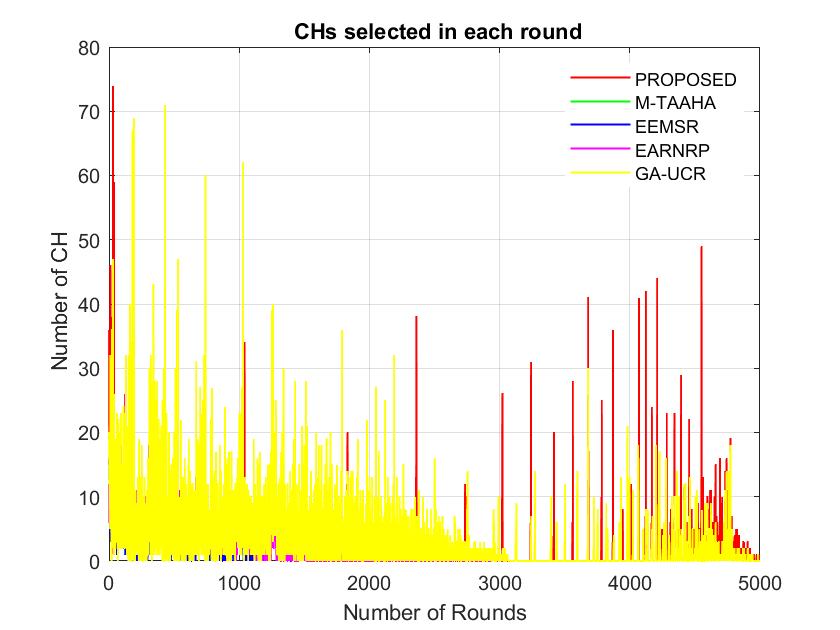 CHs selected in each round
80
70
60
50
40
30
20
10
0
Number of CH
PROPOSED
M-TAAHA
EEMSR
EARNRP
GA-UCR
0 1000 2000 3000 4000 5000
Number of Rounds